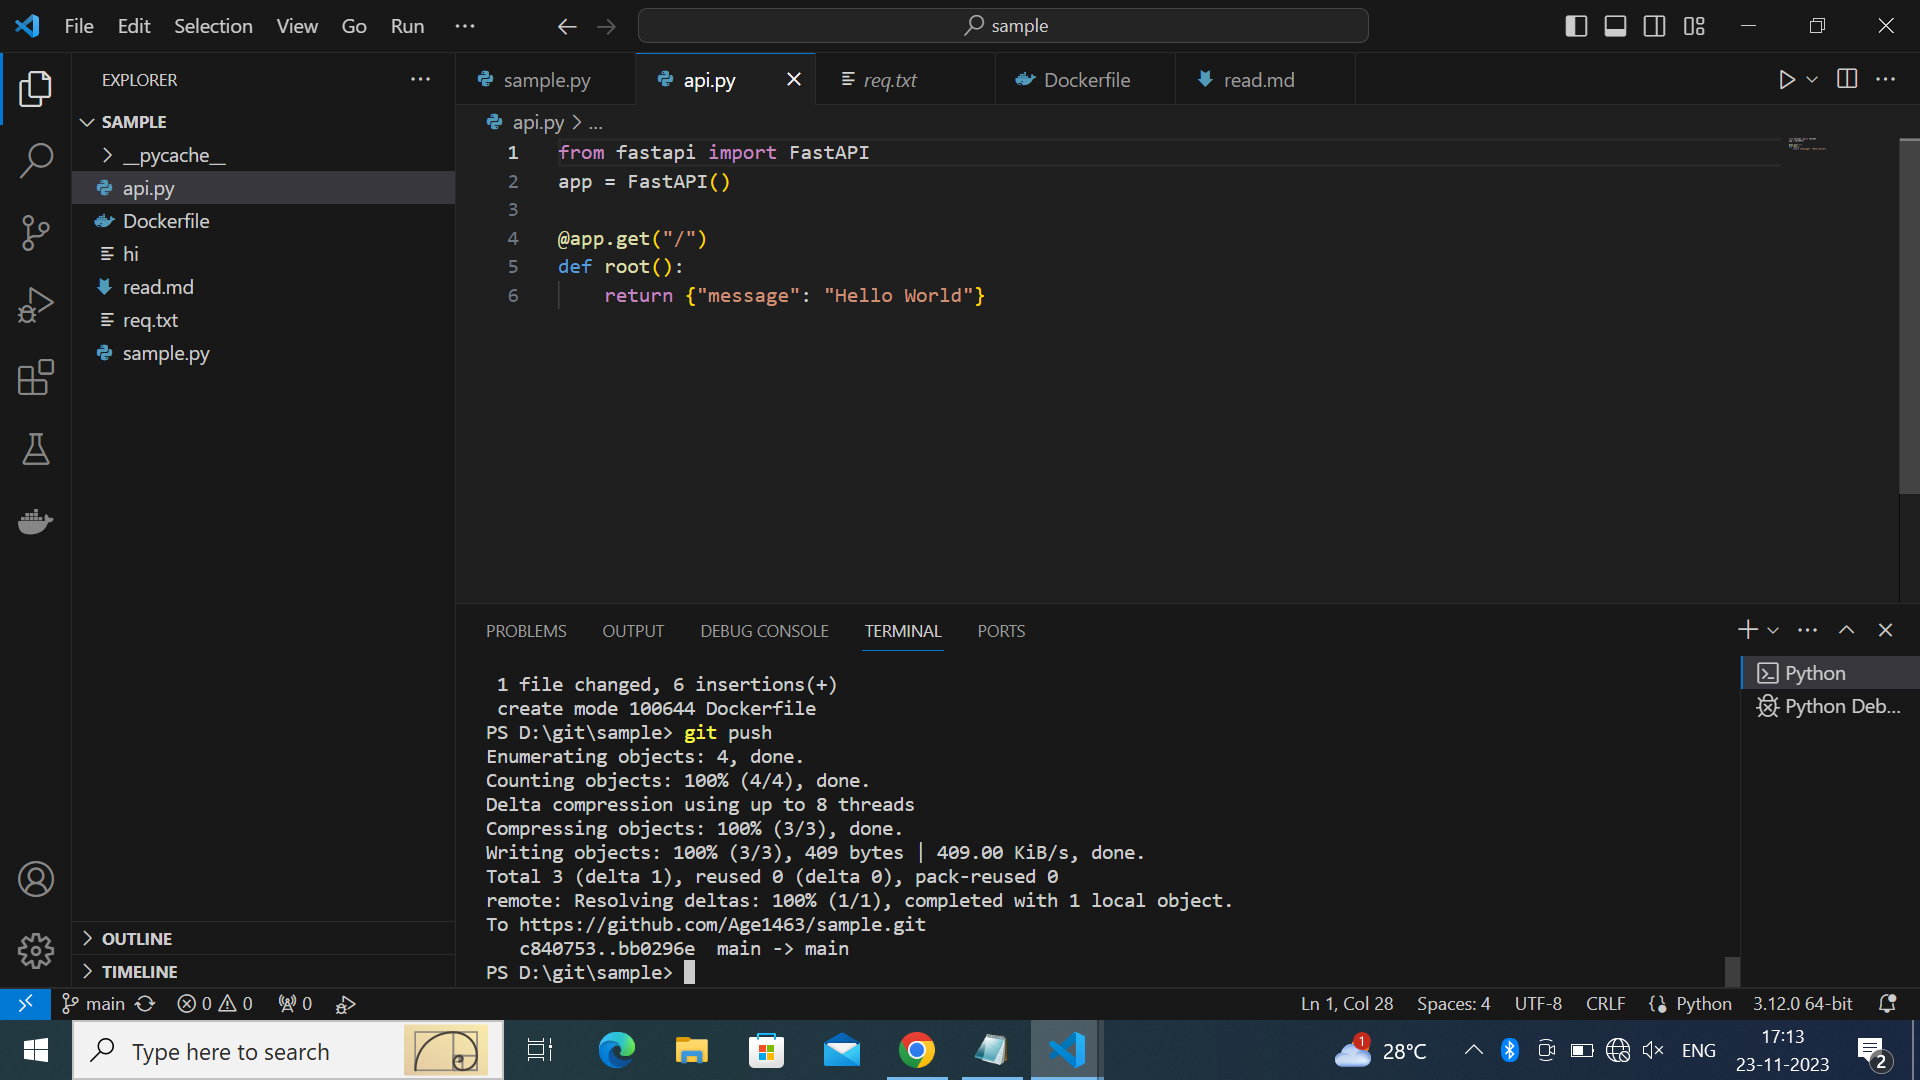 File Edit Selection View Go Run ...
sample
EXPLORER ...
SAMPLE
__pycache__
api.py
Dockerfile
hi
read.md
req.txt
sample.py
OUTLINE
TIMELINE
sample.py
api.py
req.txt
Dockerfile
read.md
api.py > ...
1 from fastapi import FastAPI
2 app = FastAPI()
3
4 @app.get("/")
5 def root():
6 return {"message": "Hello World"}
PROBLEMS OUTPUT DEBUG CONSOLE TERMINAL PORTS
1 file changed, 6 insertions(+)
create mode 100644 Dockerfile
PS D:\git\sample> git push
Enumerating objects: 4, done.
Counting objects: 100% (4/4), done.
Delta compression using up to 8 threads
Compressing objects: 100% (3/3), done.
Writing objects: 100% (3/3), 409 bytes | 409.00 KiB/s, done.
Total 3 (delta 1), reused 0 (delta 0), pack-reused 0
remote: Resolving deltas: 100% (1/1), completed with 1 local object.
To https://github.com/Age1463/sample.git
c840753..bb0296e main -> main
PS D:\git\sample>
Python
Python Deb...
main 0 0 0 Ln 1, Col 28 Spaces: 4 UTF-8 CRLF Python 3.12.0 64-bit
Type here to search
1
28°C
ENG
17:13
23-11-2023
2